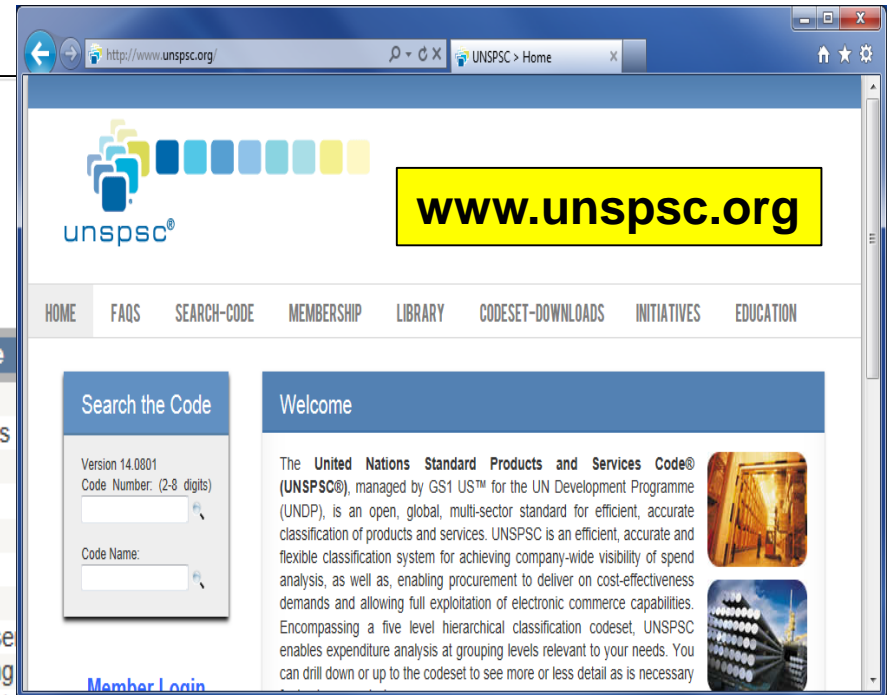 http://www.unspsc.org/
UNSPSC > Home
unspsc®
www.unspsc.org
HOME FAQS SEARCH-CODE MEMBERSHIP LIBRARY CODESET-DOWNLOADS INITIATIVES EDUCATION
Search the Code
Version 14.0801
Code Number: (2-8 digits)
Code Name:
Member Login
Welcome
The United Nations Standard Products and Services Code®
(UNSPSC®), managed by GS1 US™ for the UN Development Programme
(UNDP), is an open, global, multi-sector standard for efficient, accurate
classification of products and services. UNSPSC is an efficient, accurate and
flexible classification system for achieving company-wide visibility of spend
analysis, as well as, enabling procurement to deliver on cost-effectiveness
demands and allowing full exploitation of electronic commerce capabilities.
Encompassing a five level hierarchical classification codeset, UNSPSC
enables expenditure analysis at grouping levels relevant to your needs. You
can drill down or up to the codeset to see more or less detail as is necessary